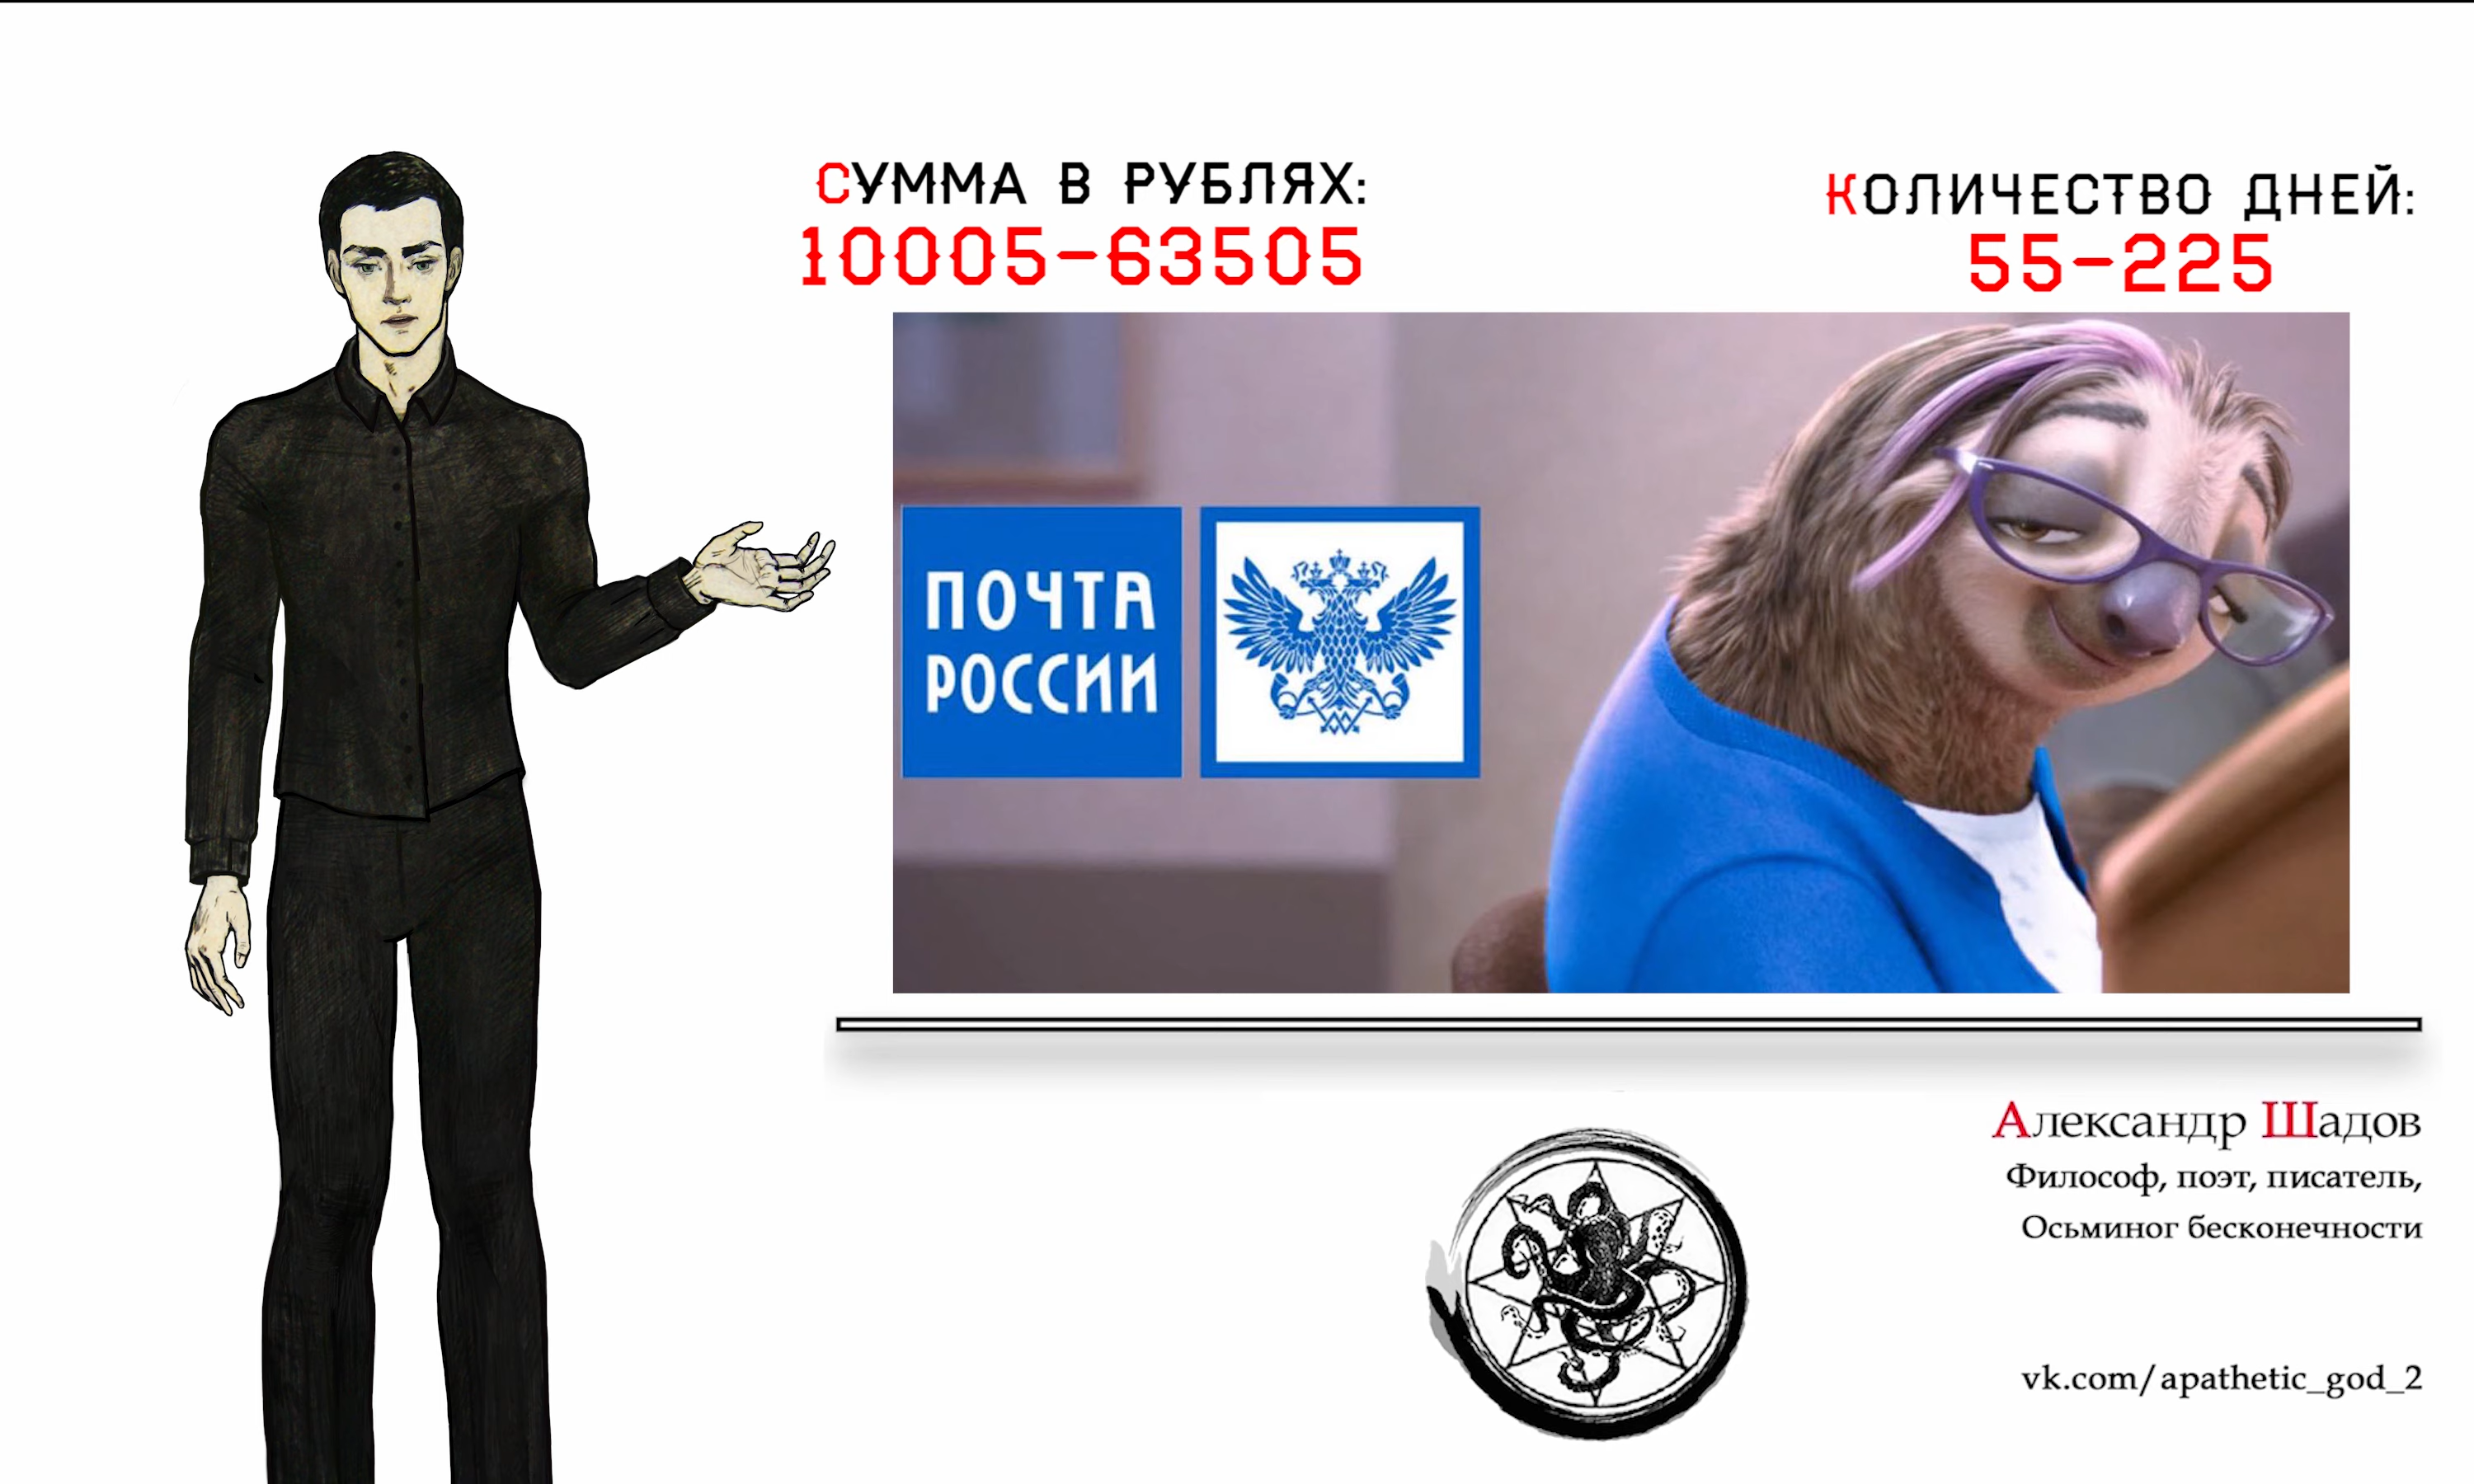 СУММА В РУБЛЯХ:
10005-63505
КОЛИЧЕСТВО ДНЕЙ:
55-225
ПОЧТА
РОССИИ
Александр Шадов
Философ, поэт, писатель,
Осьминог бесконечности
vk.com/apathetic_god_2